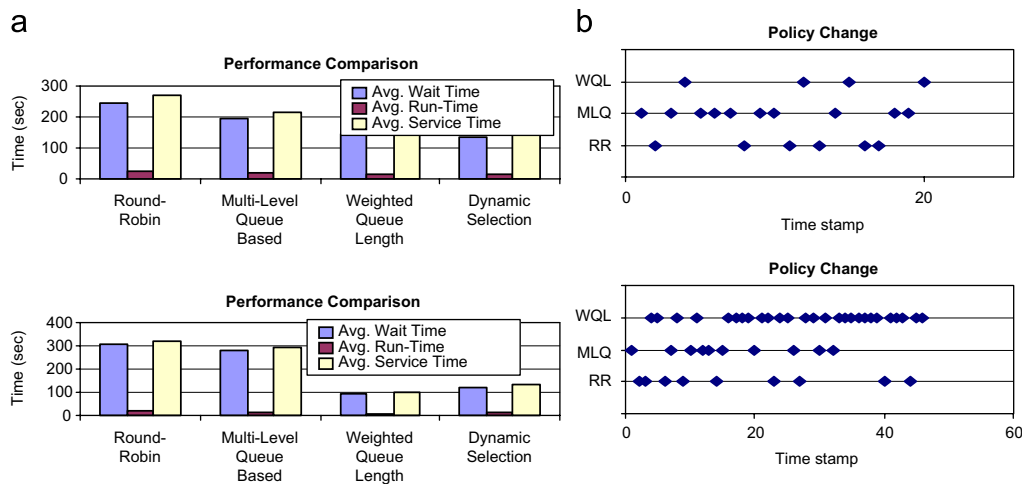 a
Performance Comparison
Time (sec)
300
200
100
0
Avg. Wait Time
Avg. Run-Time
Avg. Service Time
Round-
Robin
Multi-Level
Queue
Based
Weighted
Queue
Length
Dynamic
Selection
Performance Comparison
Time (sec)
400
300
200
100
0
Avg. Wait Time
Avg. Run-Time
Avg. Service Time
Round-
Robin
Multi-Level
Queue
Based
Weighted
Queue
Length
Dynamic
Selection
b
Policy Change
WQL
MLQ
RR
0
20
Time stamp
Policy Change
WQL
MLQ
RR
0
20
40
60
Time stamp